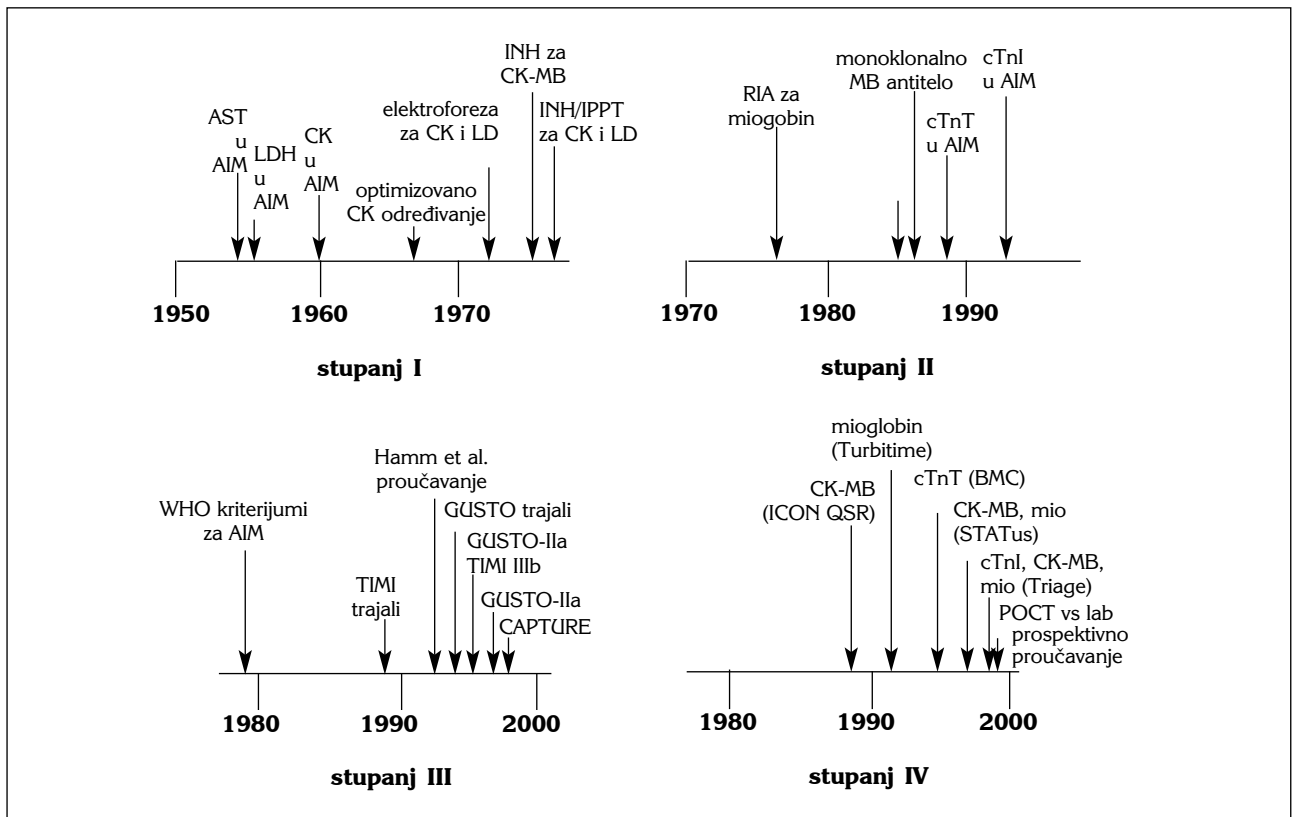 AST
u
AIM
LDH
u
AIM
CK
u
AIM
optimizovano
CK određivanje
elektroforeza
za CK i LD
INH za
CK-MB
INH/IPPT
za CK i LD
1950
1960
1970
stupanj I
RIA za
miogobin
monoklonalno
MB antitelo
cTnT
u AIM
cTnI
u AIM
1970
1980
1990
stupanj II
WHO kriterijumi
za AIM
TIMI
trajali
Hamm et al.
proučavanje
GUSTO trajali
GUSTO-IIa
TIMI IIIb
GUSTO-IIa
CAPTURE
1980
1990
2000
stupanj III
CK-MB
(ICON QSR)
mioglobin
(Turbitime)
cTnT (BMC)
CK-MB, mio
(STATus)
cTnI, CK-MB,
mio (Triage)
POCT vs lab
prospektivno
proučavanje
1980
1990
2000
stupanj IV